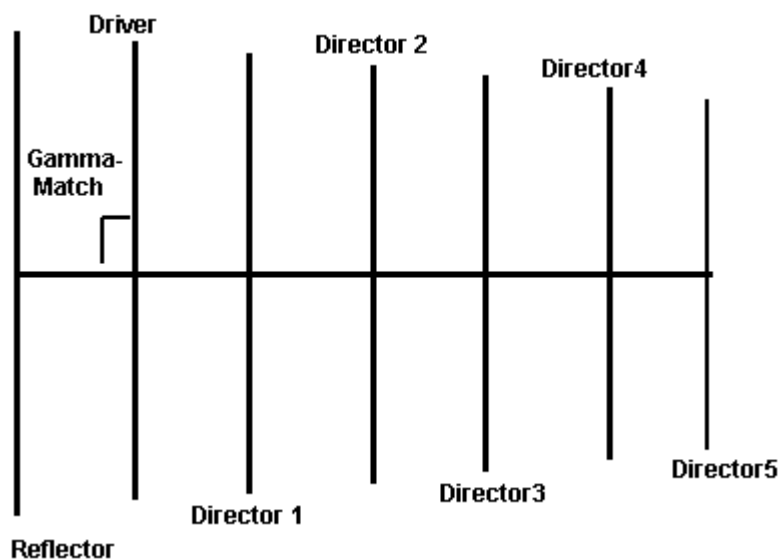 Driver
Director 2
Director4
Gamma-
Match
Director5
Director3
Director 1
Reflector